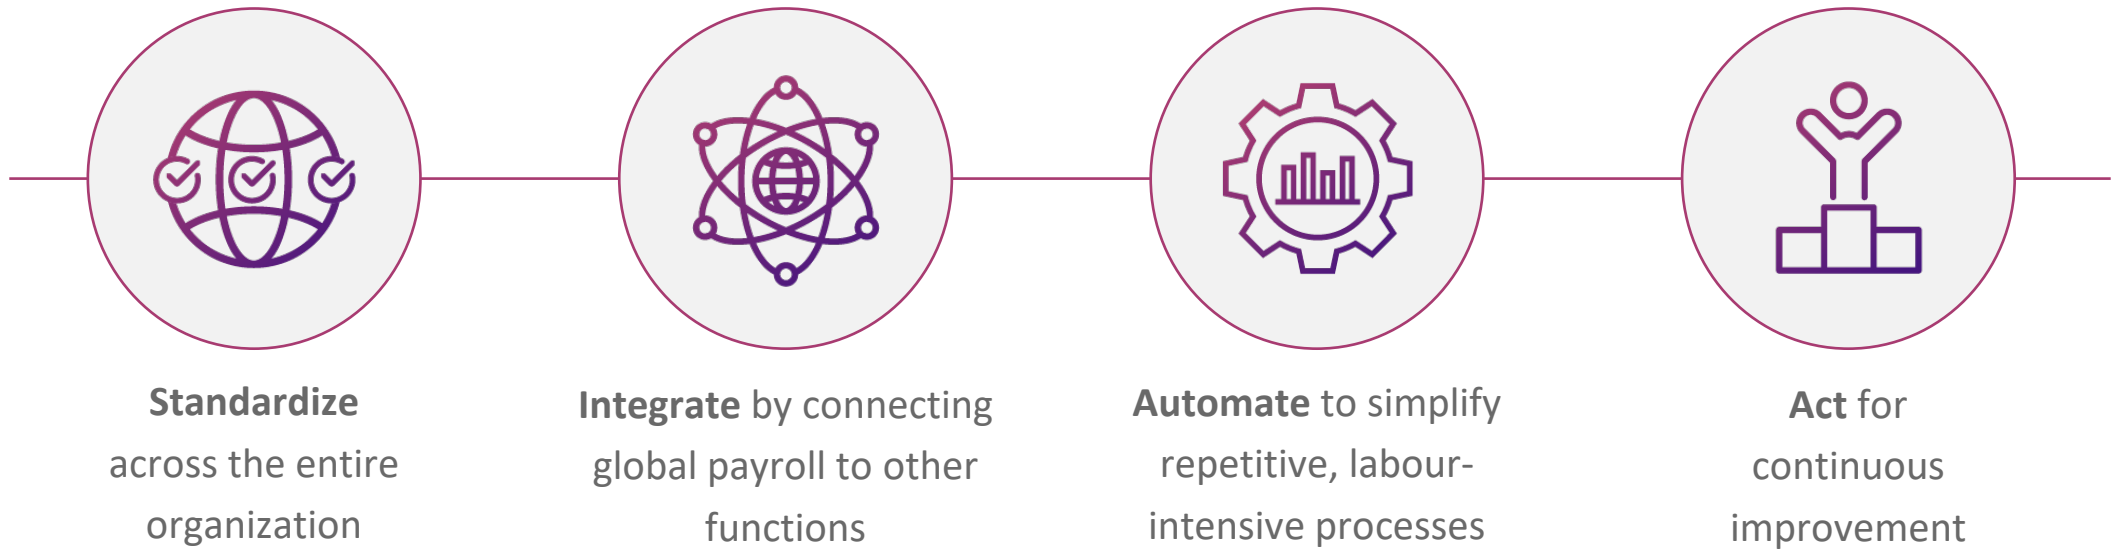 Standardize
across the entire
organization
Integrate by connecting
global payroll to other
functions
Automate to simplify
repetitive, labour-
intensive processes
Act for
continuous
improvement